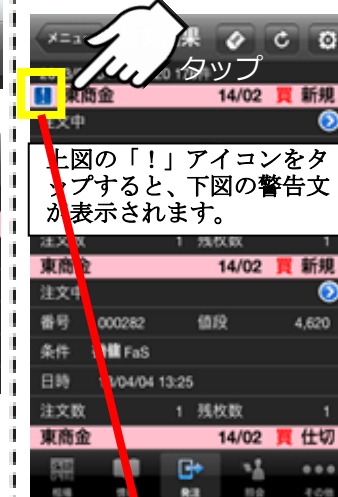 メニュー 果
タップ
! 東商金 14/02 買 新規
注文中
上図の「！」アイコンをタ
ップすると、下図の警告文
が表示されます。
注文数 1 残枚数 1
東商金 14/02 買 新規
注文中
番号 000282 値段 4,620
条件 FaS
日時 /04/04 13:25
注文数 1 残枚数 1
東商金 14/02 買 仕切
発注 照会 その他